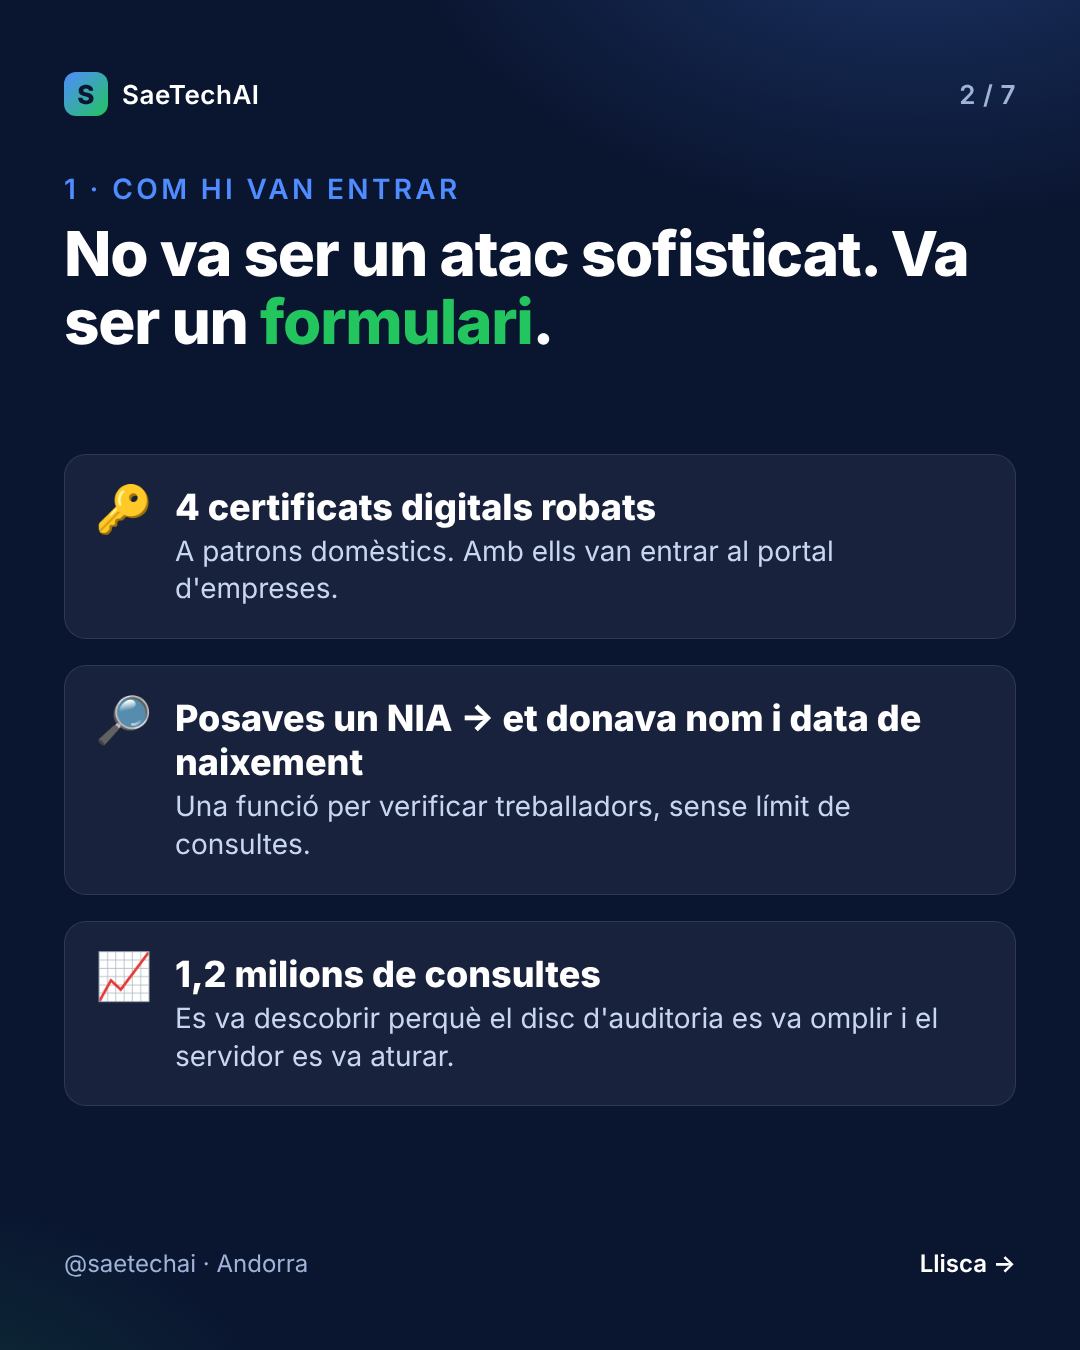 S SaeTechAI
2 / 7
1 · COM HI VAN ENTRAR
No va ser un atac sofisticat. Va
ser un formulari.
4 certificats digitals robats
A patrons domèstics. Amb ells van entrar al portal
d'empreses.
Posaves un NIA → et donava nom i data de
naixement
Una funció per verificar treballadors, sense límit de
consultes.
1,2 milions de consultes
Es va descobrir perquè el disc d'auditoria es va omplir i el
servidor es va aturar.
@saetechai · Andorra
Llisca →